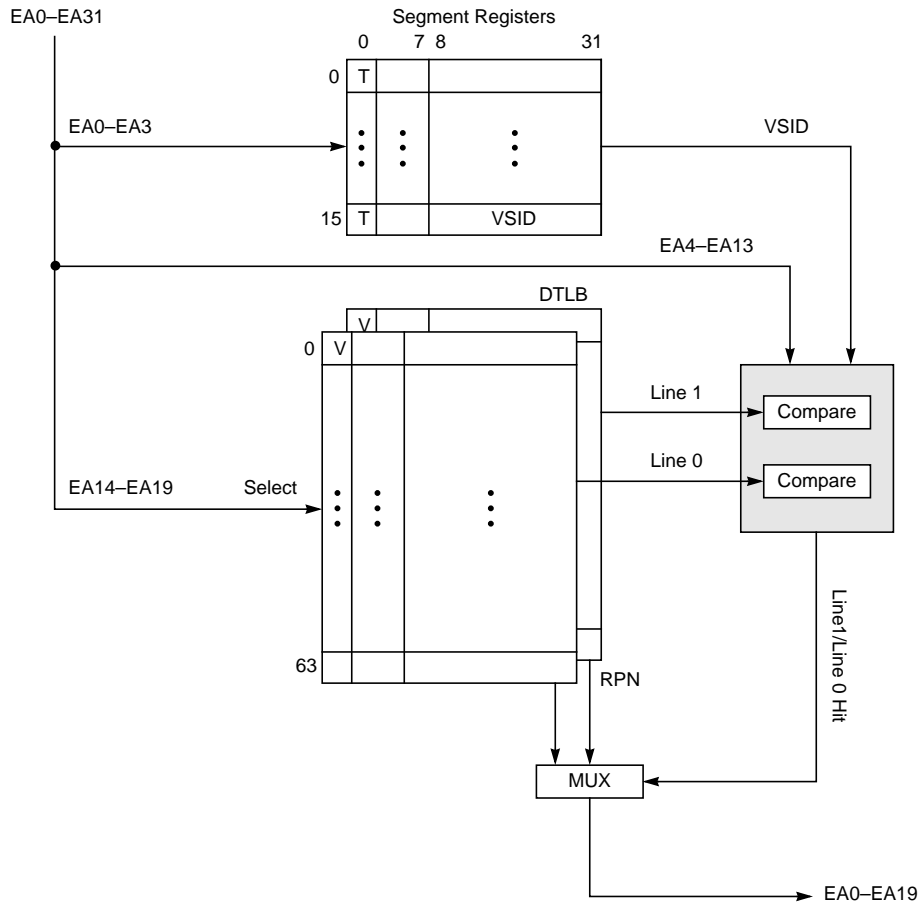 EA0–EA31
Segment Registers
0 7 8 31
0 T
EA0–EA3
VSID
15 T VSID
EA4–EA13
DTLB
V
0 V
Line 1
Compare
Line 0
Compare
EA14–EA19 Select
Line1/Line 0 Hit
63
RPN
MUX
EA0–EA19